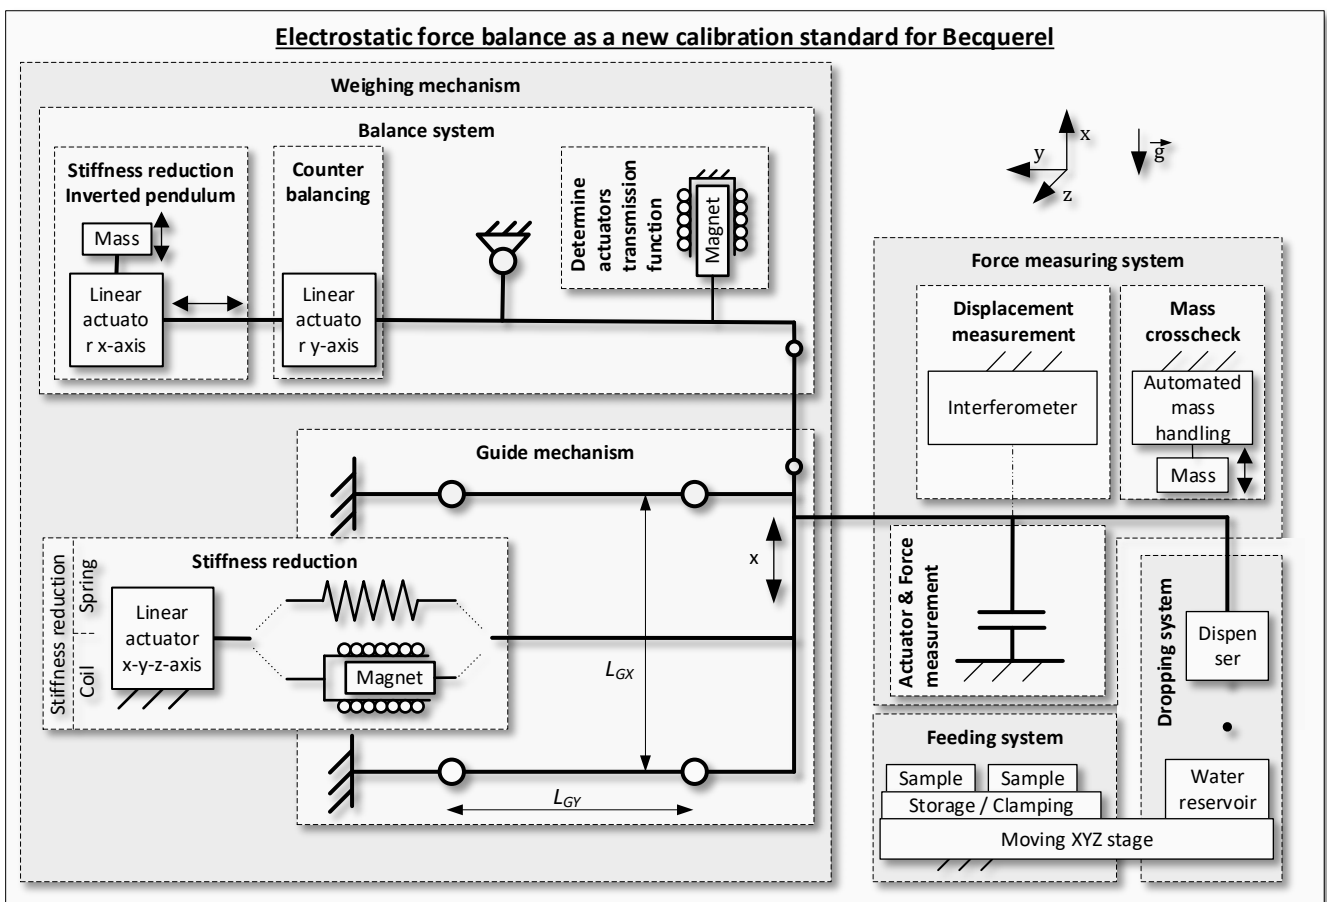 Electrostatic force balance as a new calibration standard for Becquerel
Weighing mechanism
Balance system
Stiffness reduction
Inverted pendulum
Mass
Linear
actuato
r x-axis
Counter
balancing
Linear
actuato
r y-axis
Determine
actuators
transmission
function
Magnet
x
y
z
g
Force measuring system
Displacement
measurement
Interferometer
Mass
crosscheck
Automated
mass
handling
Mass
Guide mechanism
x
LGX
LGY
Stiffness reduction
Spring
Coil
Stiffness reduction
Linear
actuator
x-y-z-axis
Magnet
Actuator & Force
measurement
Dropping system
Dispen
ser
Water
reservoir
Feeding system
Sample
Sample
Storage / Clamping
Moving XYZ stage